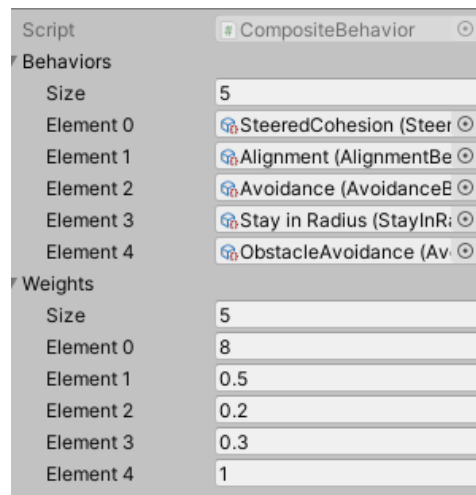 Script # CompositeBehavior
Behaviors
Size 5
Element 0 SteeredCohesion (Steer
Element 1 Alignment (AlignmentBe
Element 2 Avoidance (AvoidanceB
Element 3 Stay in Radius (StayInRa
Element 4 ObstacleAvoidance (Av
Weights
Size 5
Element 0 8
Element 1 0.5
Element 2 0.2
Element 3 0.3
Element 4 1